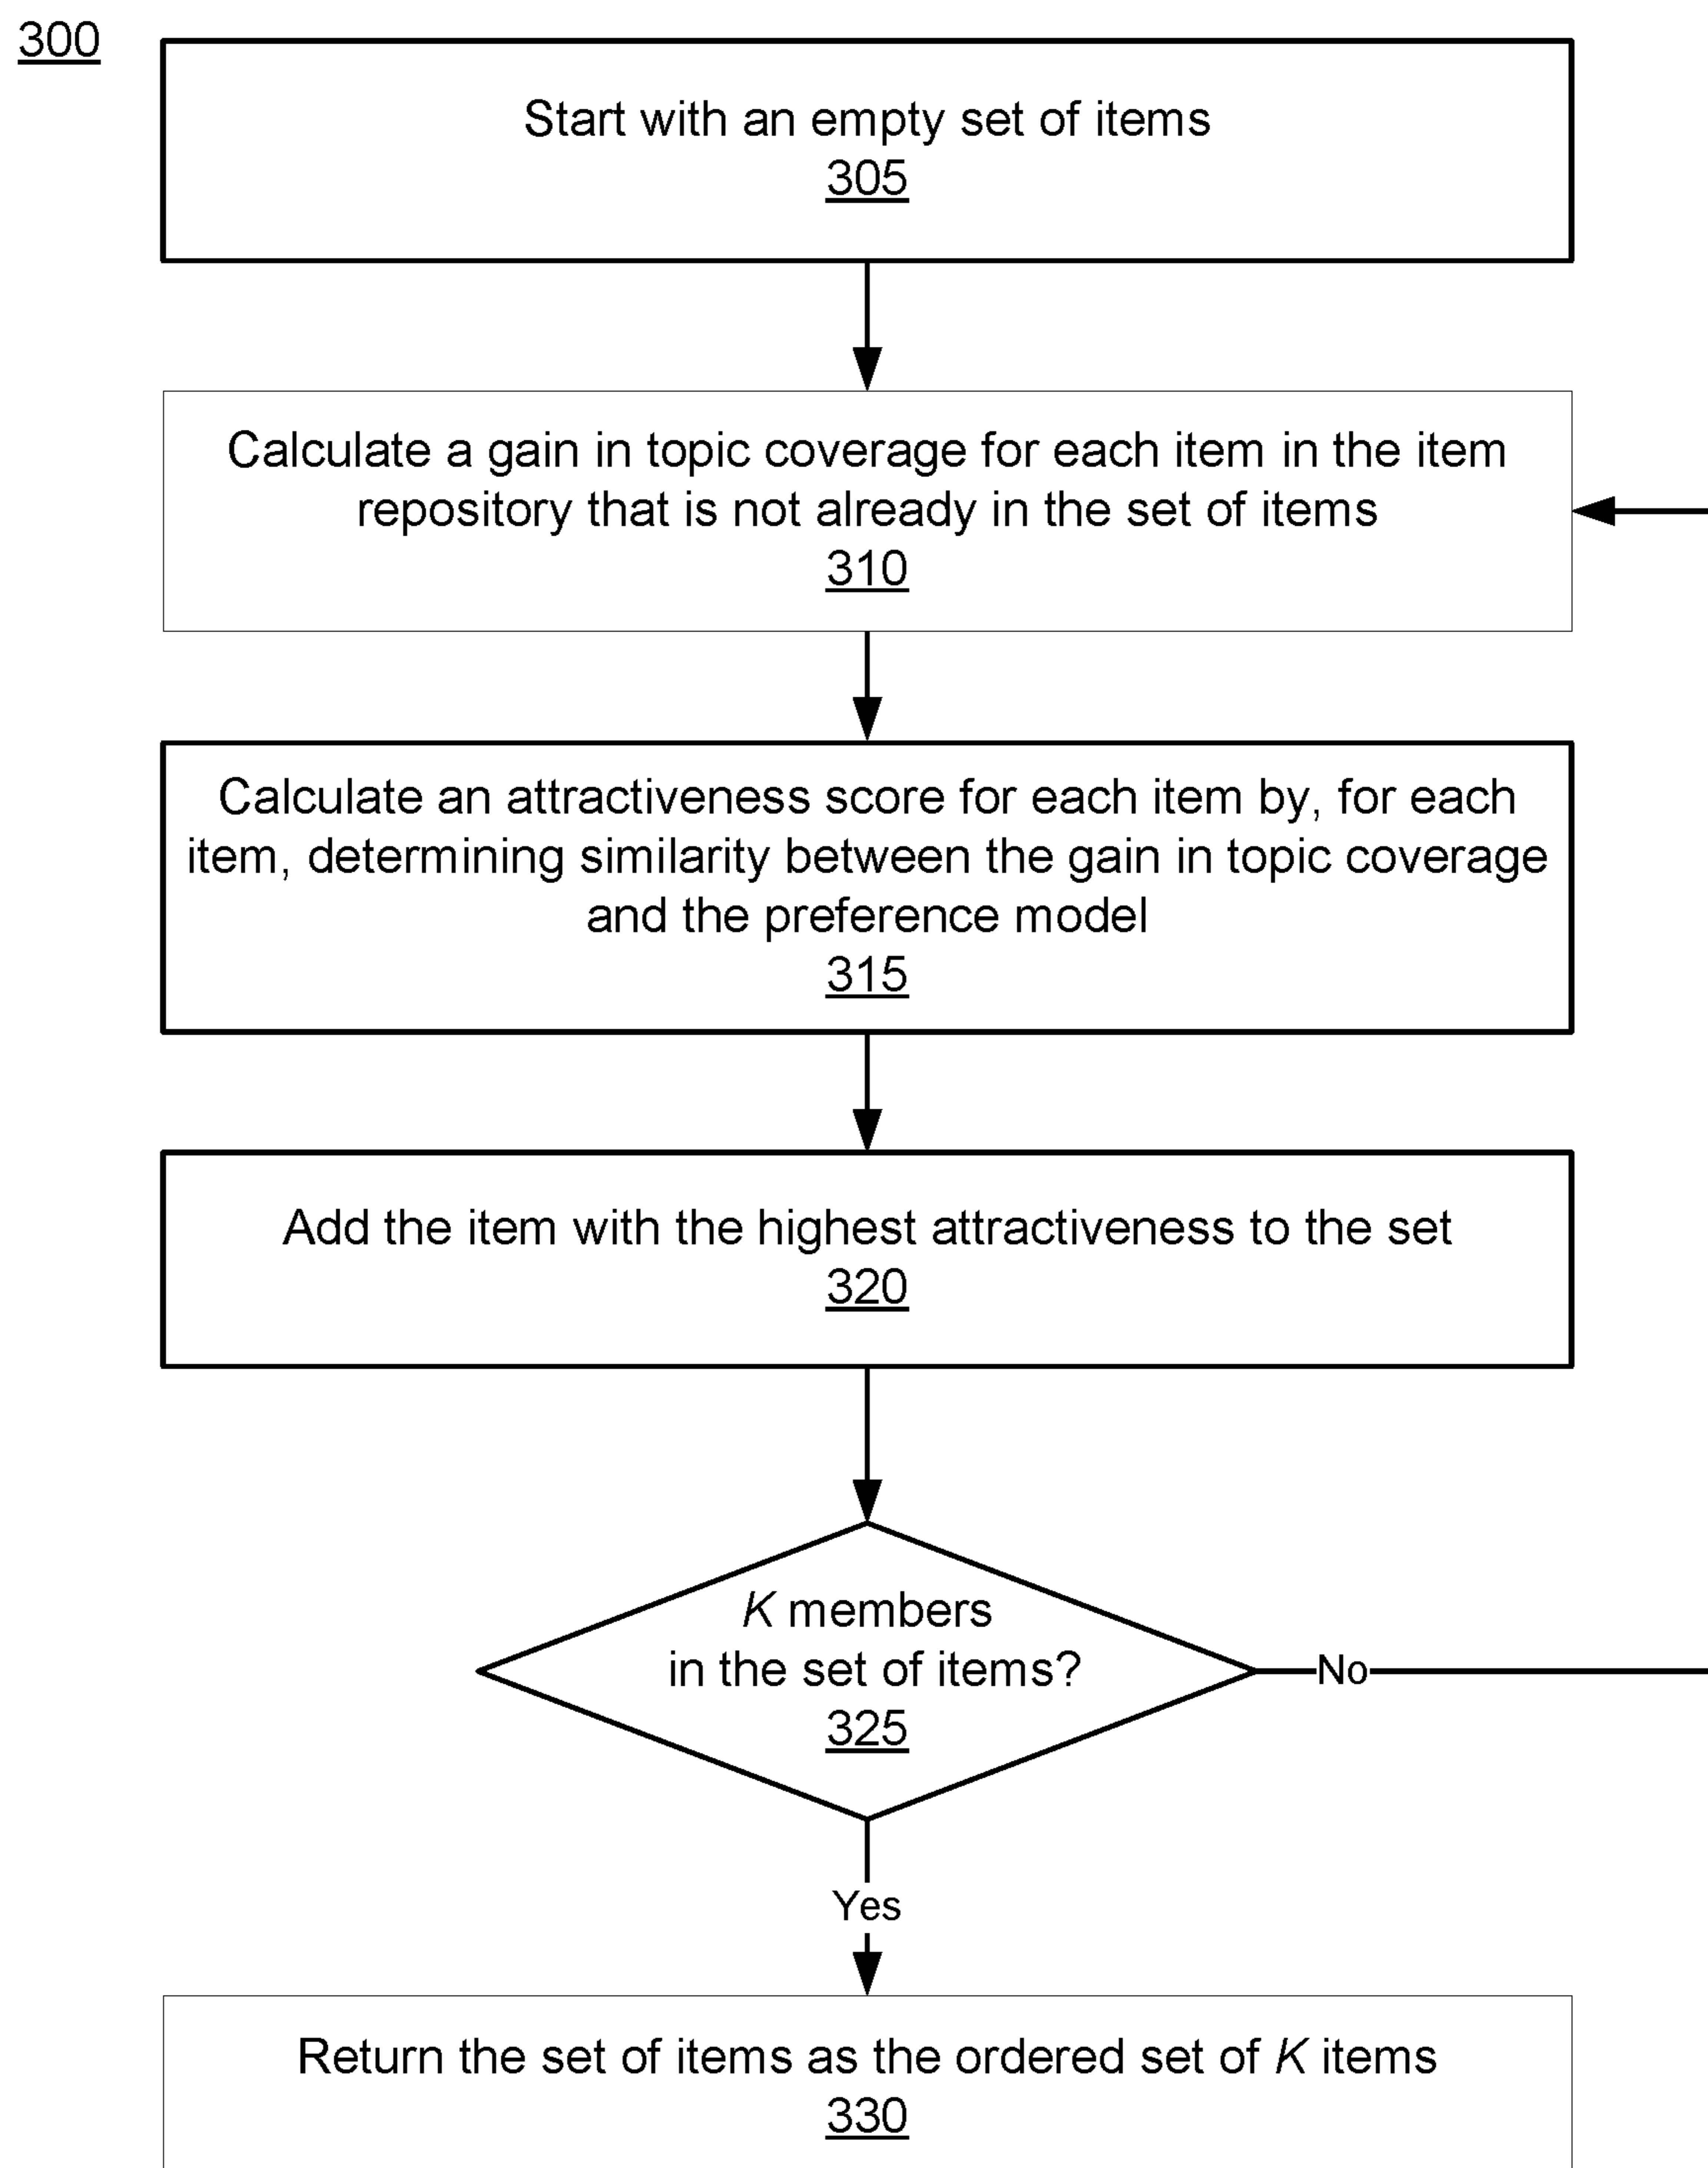 300
Start with an empty set of items
305
Calculate a gain in topic coverage for each item in the item
repository that is not already in the set of items
310
Calculate an attractiveness score for each item by, for each
item, determining similarity between the gain in topic coverage
and the preference model
315
Add the item with the highest attractiveness to the set
320
K members
in the set of items?
325
No
Yes
Return the set of items as the ordered set of K items
330